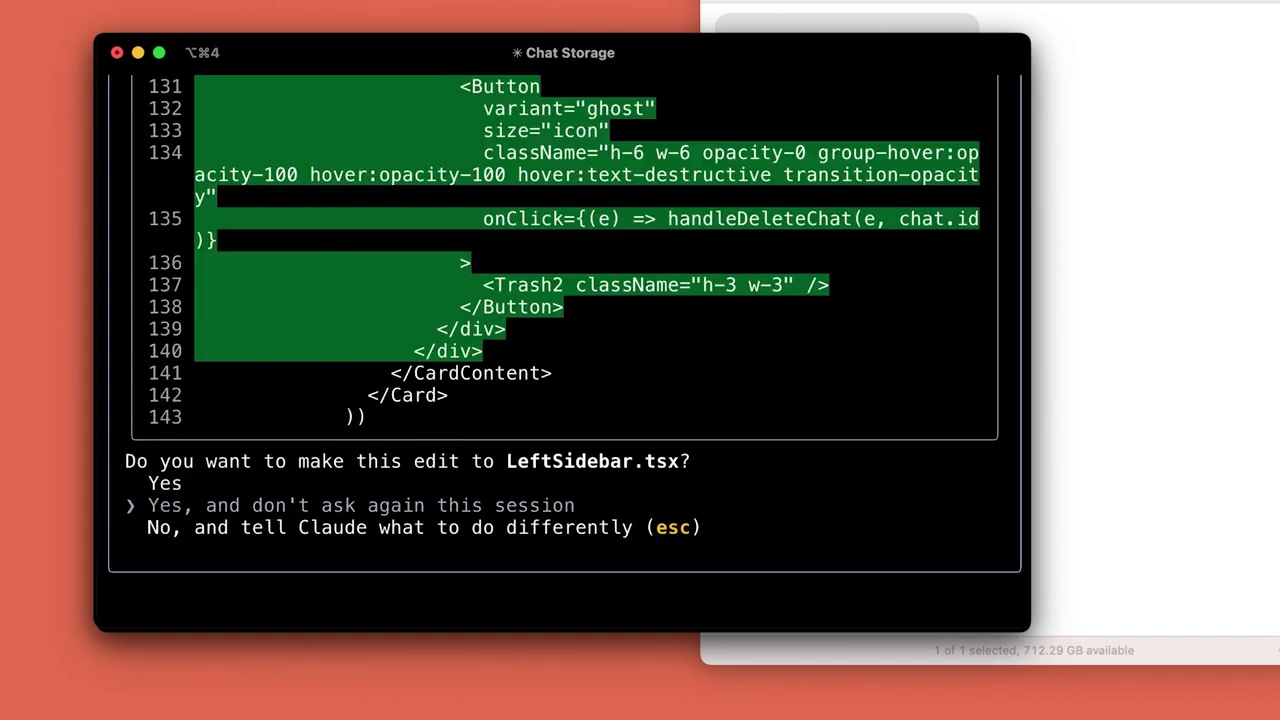 ⌥⌘4
✳ Chat Storage
131 <Button
132 variant="ghost"
133 size="icon"
134 className="h-6 w-6 opacity-0 group-hover:op
acity-100 hover:opacity-100 hover:text-destructive transition-opacit
y"
135 onClick={(e) => handleDeleteChat(e, chat.id
)}
136 >
137 <Trash2 className="h-3 w-3" />
138 </Button>
139 </div>
140 </div>
141 </CardContent>
142 </Card>
143 ))
Do you want to make this edit to LeftSidebar.tsx?
Yes
❯ Yes, and don't ask again this session
No, and tell Claude what to do differently (esc)
1 of 1 selected, 712.29 GB available